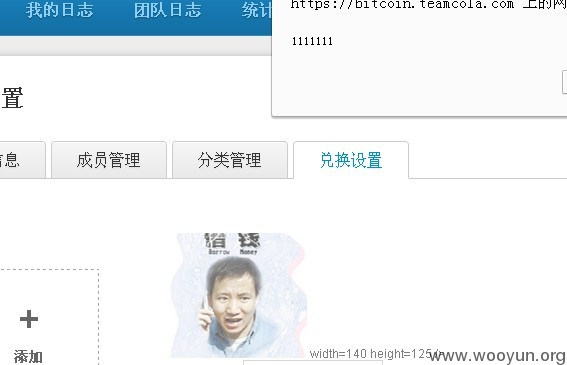 https://bitcoin.teamcola.com 上的网
我的日志 团队日志 统计
1111111
置
信息 成员管理 分类管理 兑换设置
借 钱
Borrow Money
添加
width=140 height=125 /
www.wooyun.org